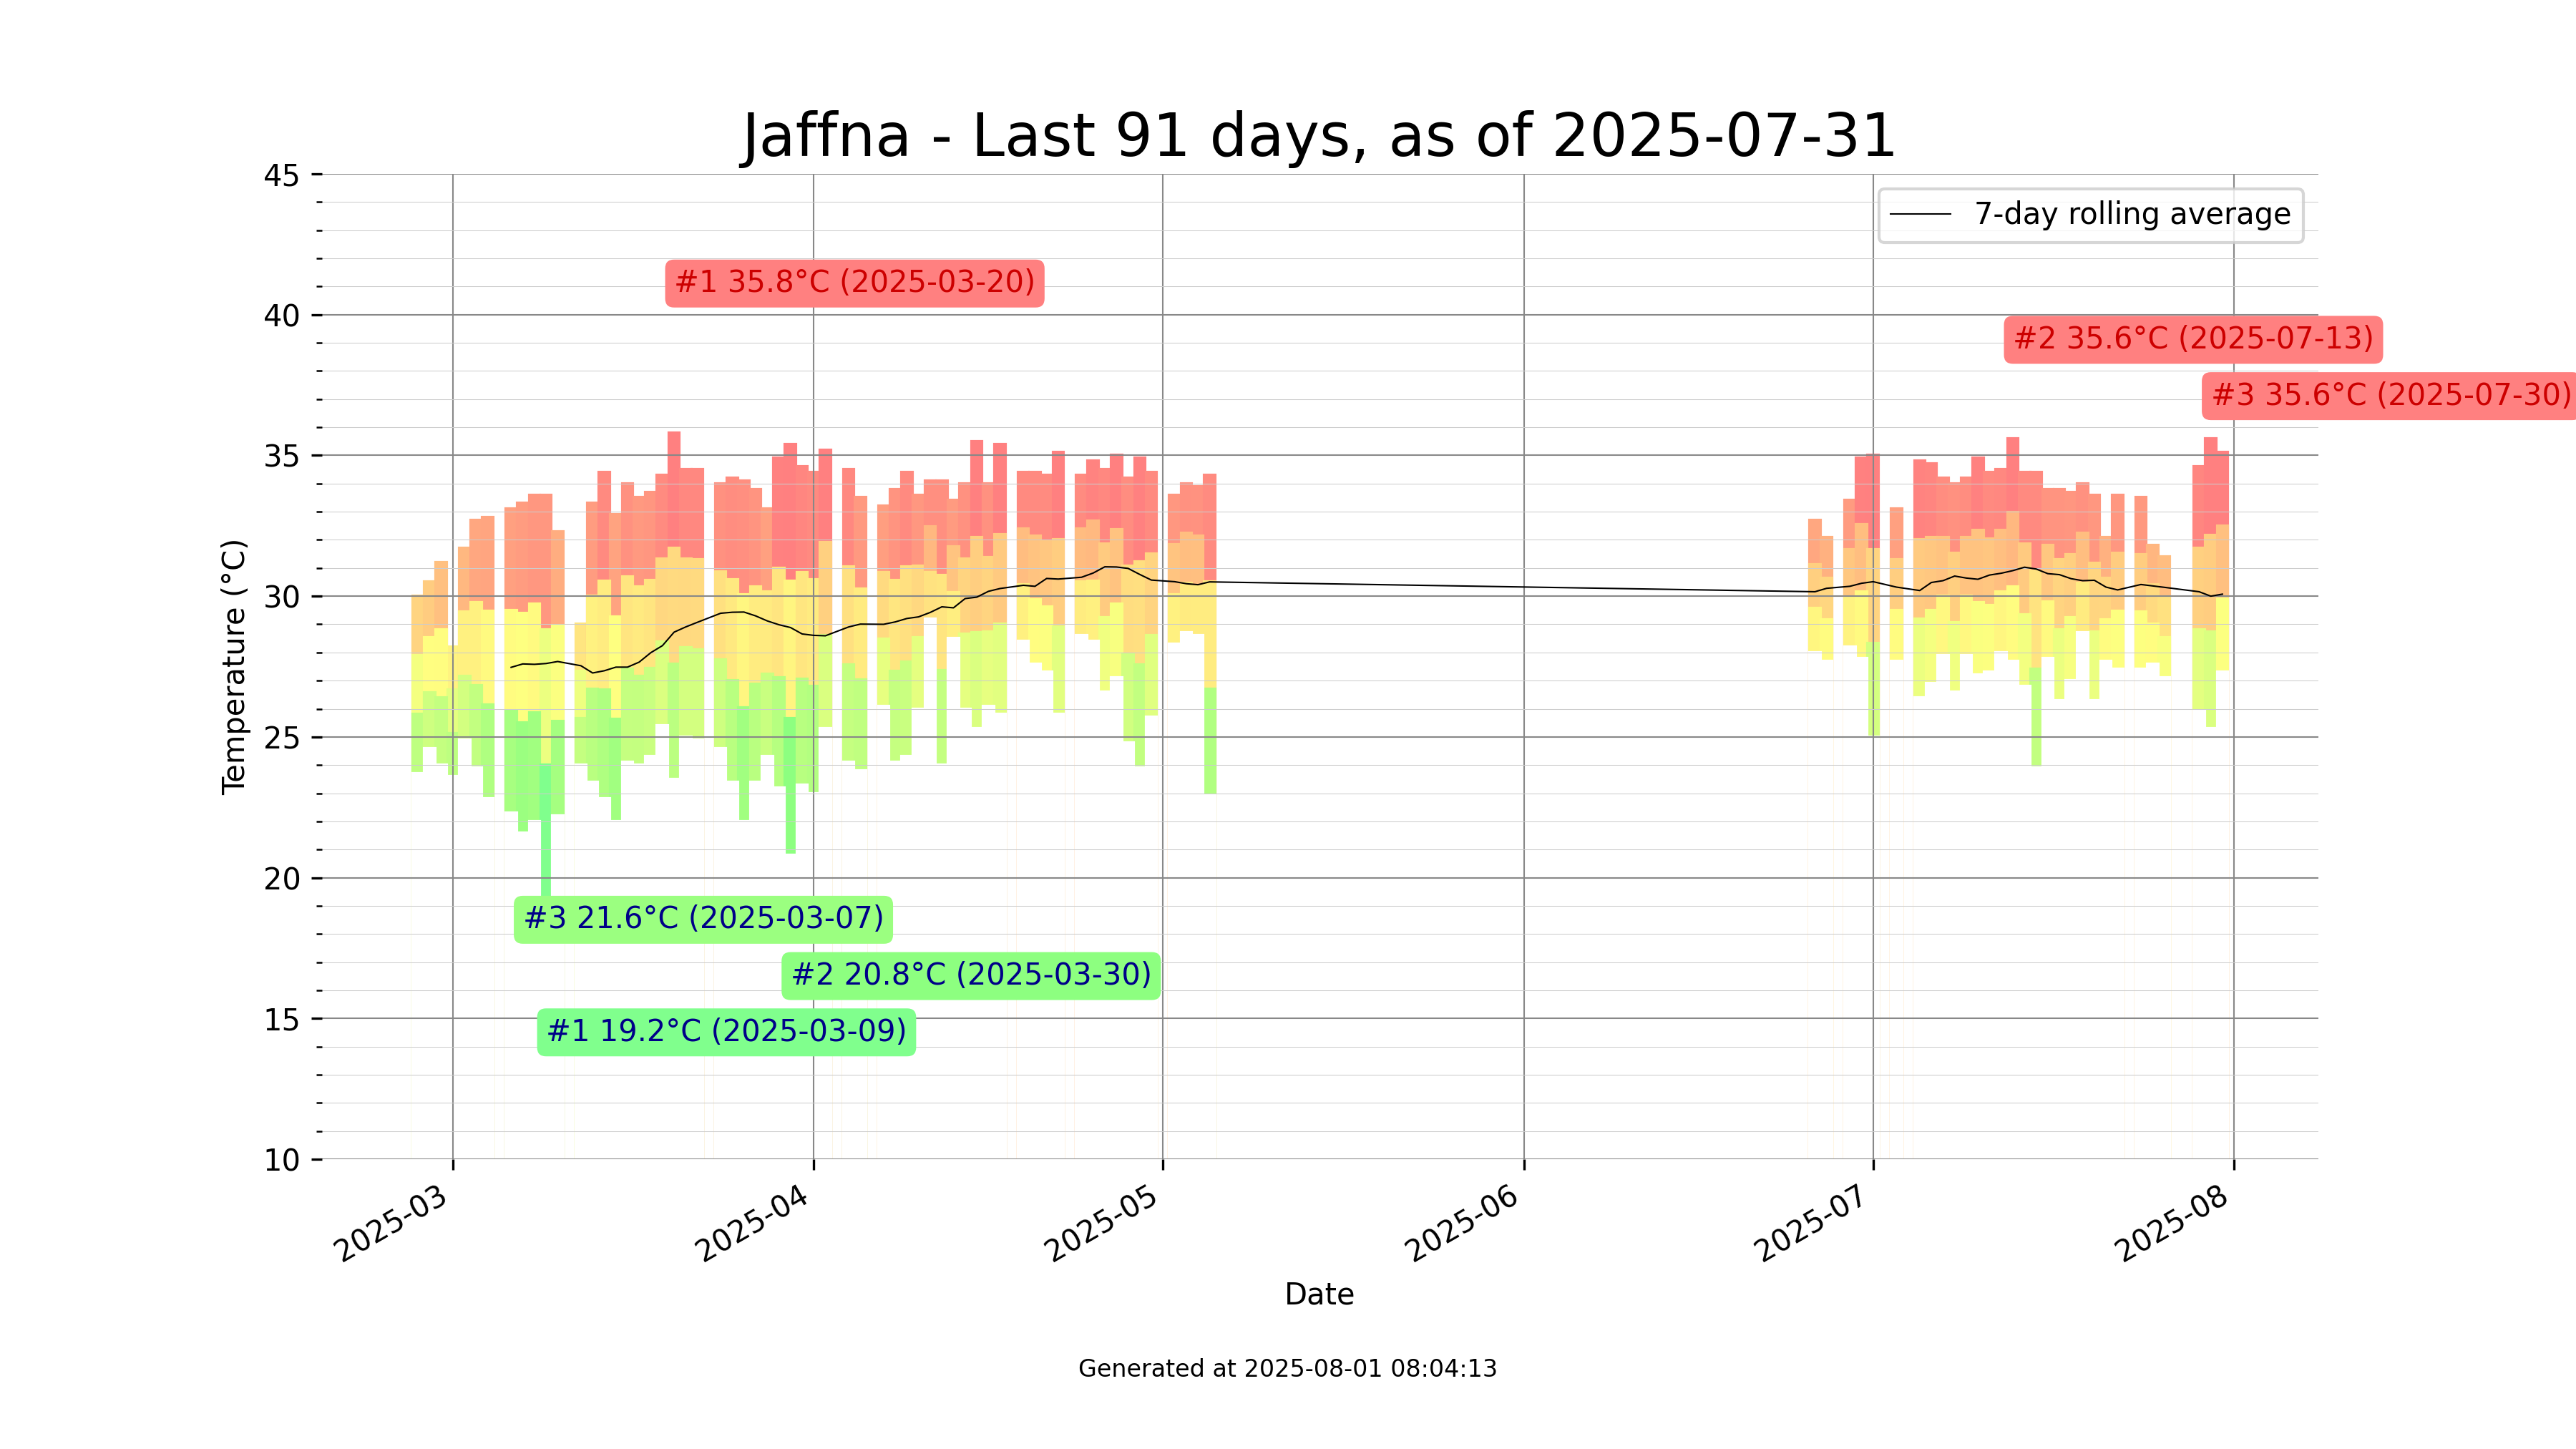 Jaffna - Last 91 days, as of 2025-07-31
7-day rolling average
#1 35.8°C (2025-03-20)
#2 35.6°C (2025-07-13)
#3 35.6°C (2025-07-30)
#3 21.6°C (2025-03-07)
#2 20.8°C (2025-03-30)
#1 19.2°C (2025-03-09)
Temperature (°C)
45
40
35
30
25
20
15
10
2025-03
2025-04
2025-05
2025-06
2025-07
2025-08
Date
Generated at 2025-08-01 08:04:13